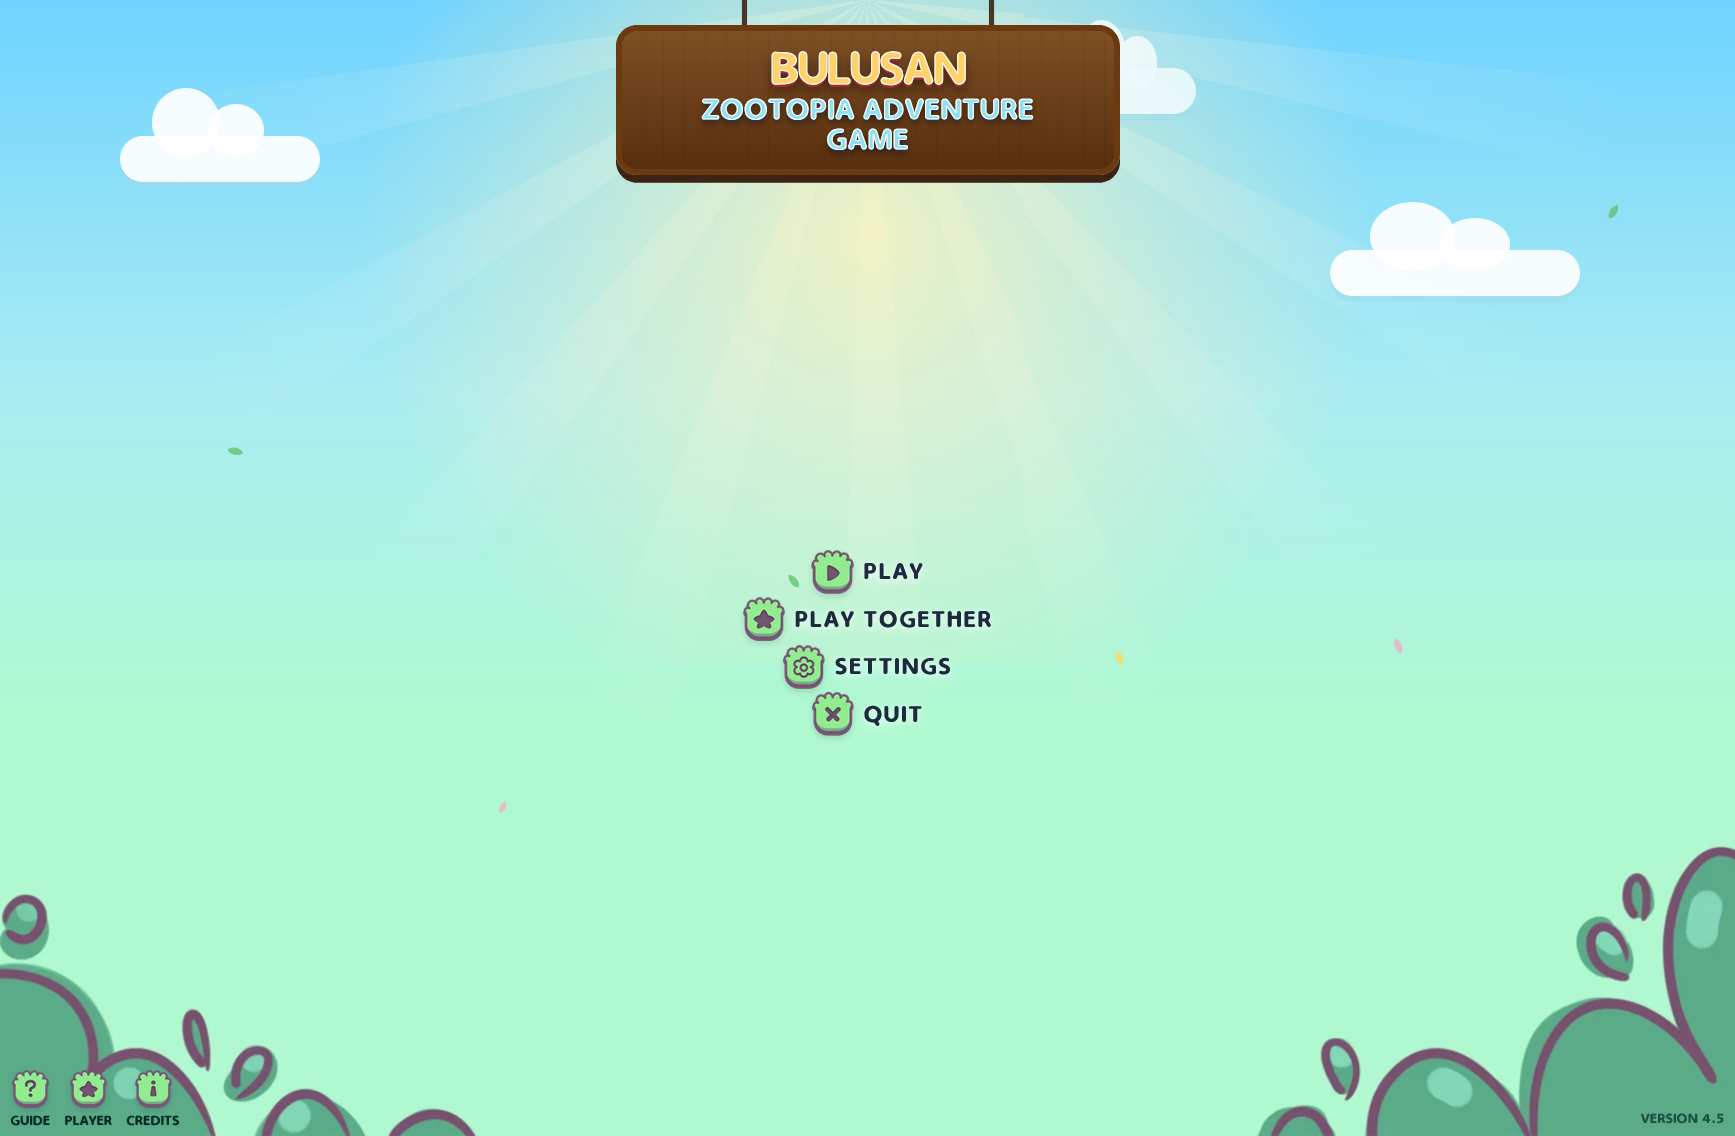 BULUSAN
ZOOTOPIA ADVENTURE
GAME
PLAY
PLAY TOGETHER
SETTINGS
QUIT
GUIDE
PLAYER
CREDITS
VERSION 4.5